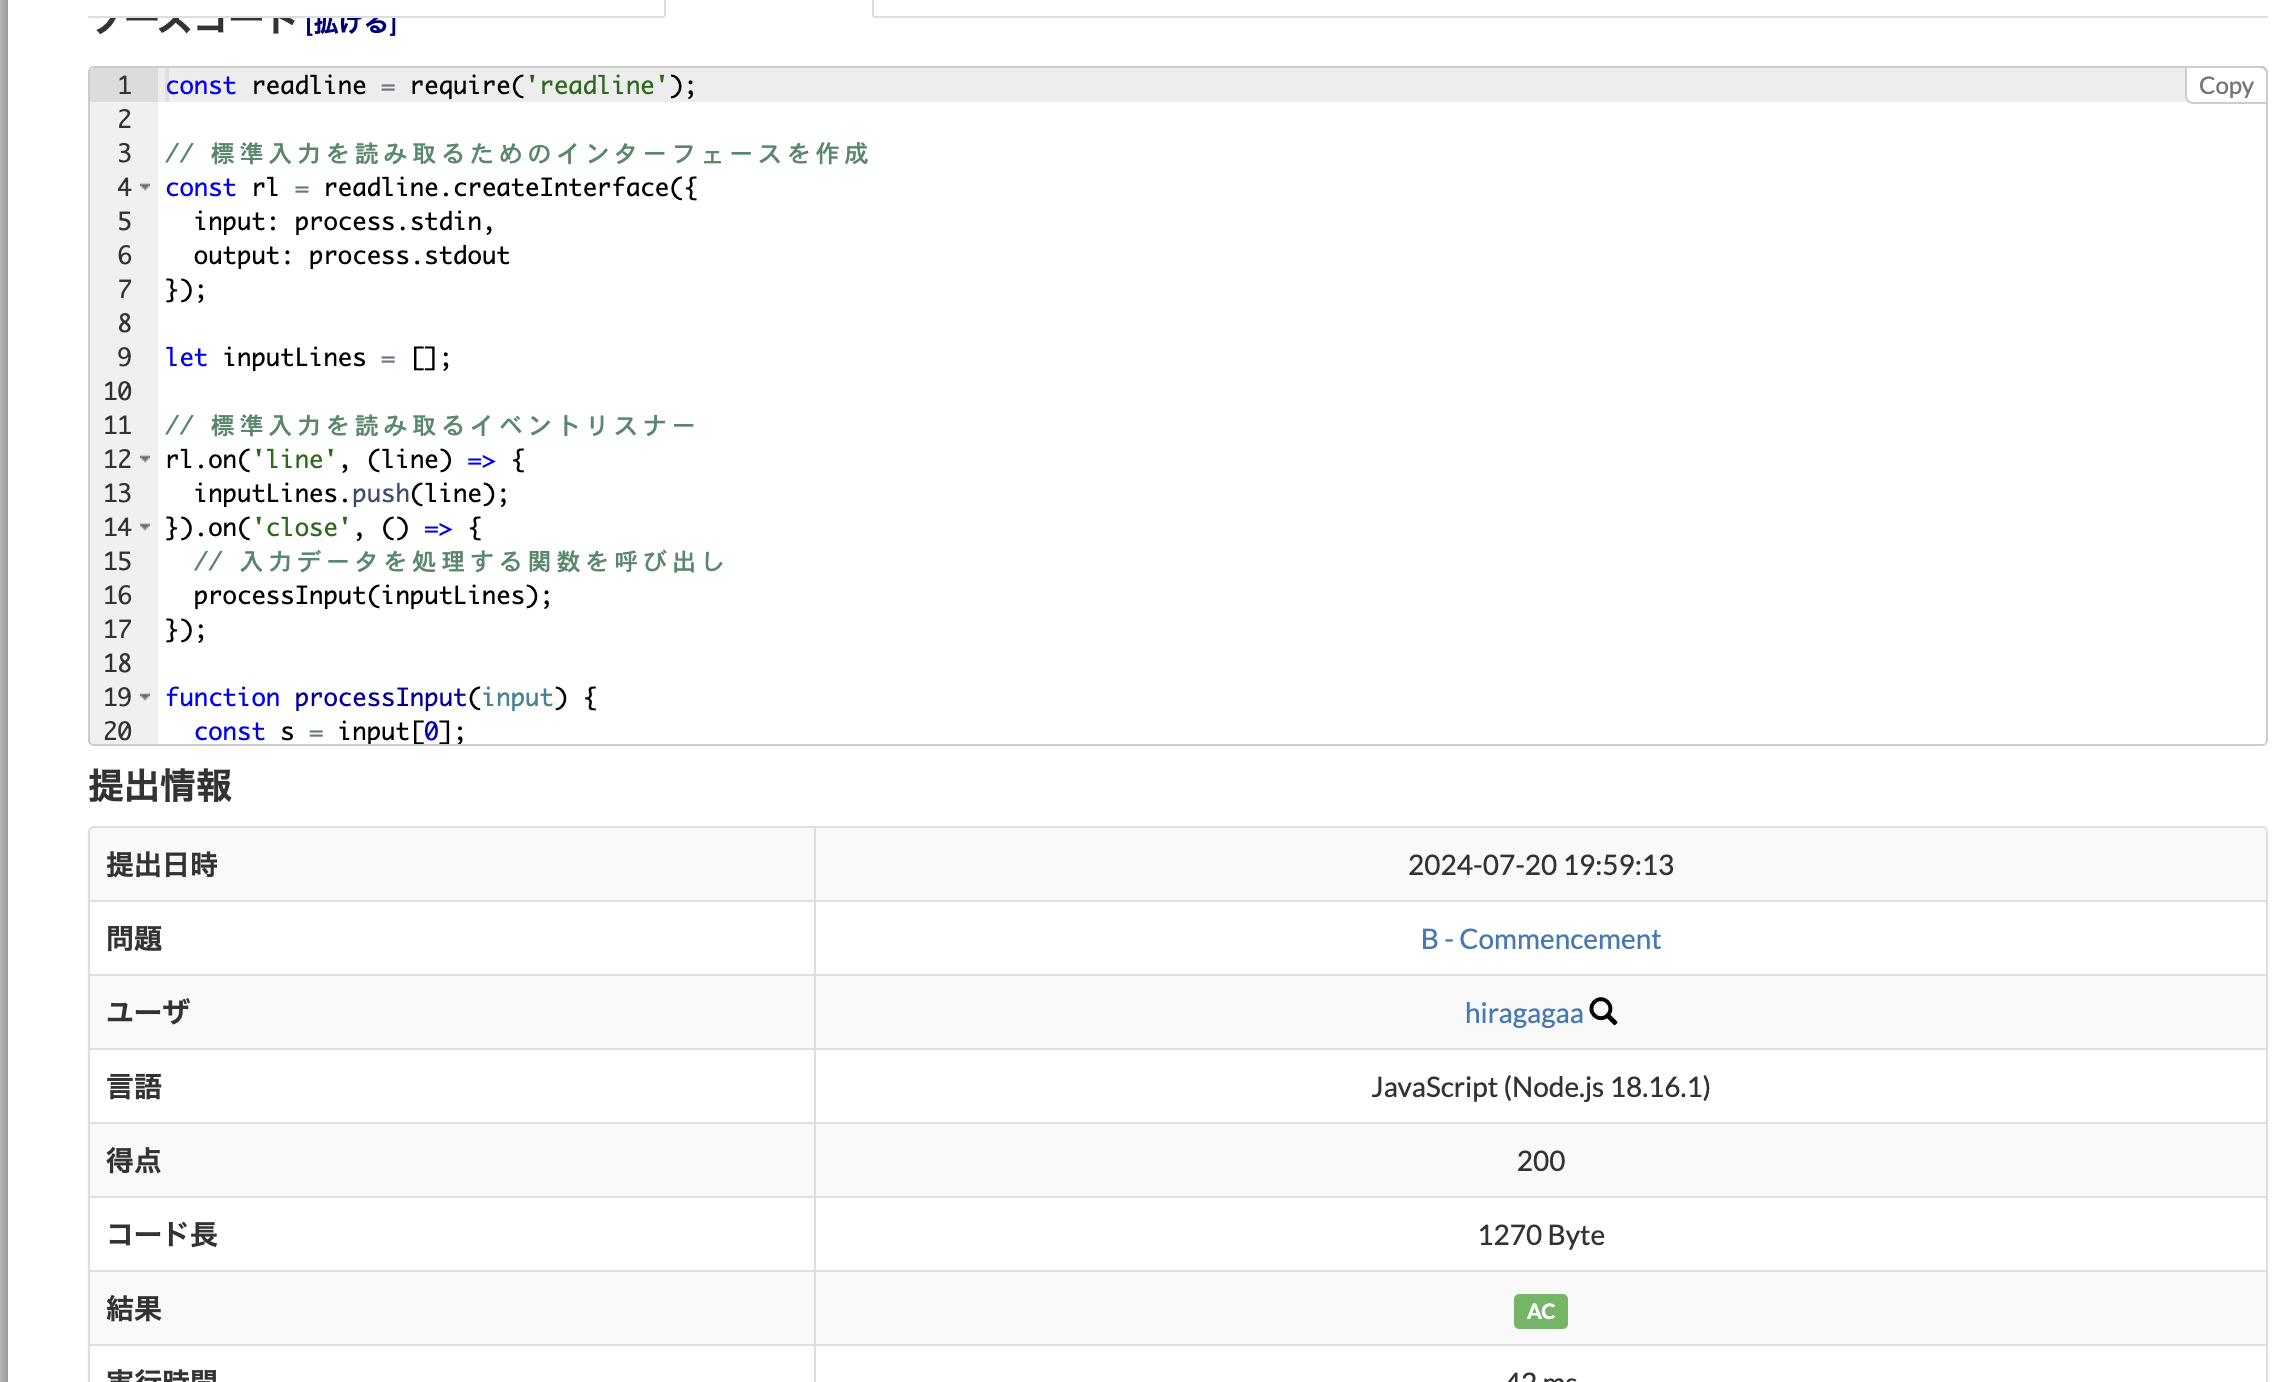 ソースコード [拡げる]
Copy
1 const readline = require('readline');
2
3 // 標準入力を読み取るためのインターフェースを作成
4 const rl = readline.createInterface({
5   input: process.stdin,
6   output: process.stdout
7 });
8
9 let inputLines = [];
10
11 // 標準入力を読み取るイベントリスナー
12 rl.on('line', (line) => {
13   inputLines.push(line);
14 }).on('close', () => {
15   // 入力データを処理する関数を呼び出し
16   processInput(inputLines);
17 });
18
19 function processInput(input) {
20   const s = input[0];
提出情報
提出日時 2024-07-20 19:59:13
問題 B - Commencement
ユーザ hiragagaa
言語 JavaScript (Node.js 18.16.1)
得点 200
コード長 1270 Byte
結果 AC
実行時間 42 ms